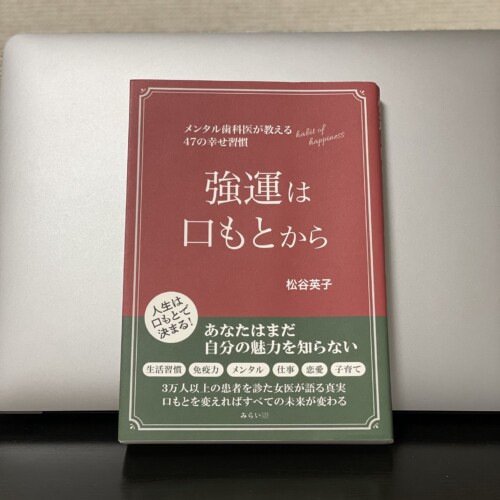 メンタル歯科医が教える
47の幸せ習慣
habit of
happiness
強運は
口もとから
松谷英子
人生は
口もとで
決まる!
あなたはまだ
自分の魅力を知らない
生活習慣 免疫力 メンタル 仕事 恋愛 子育て
3万人以上の患者を診た女医が語る真実
口もとを変えればすべての未来が変わる
みらい